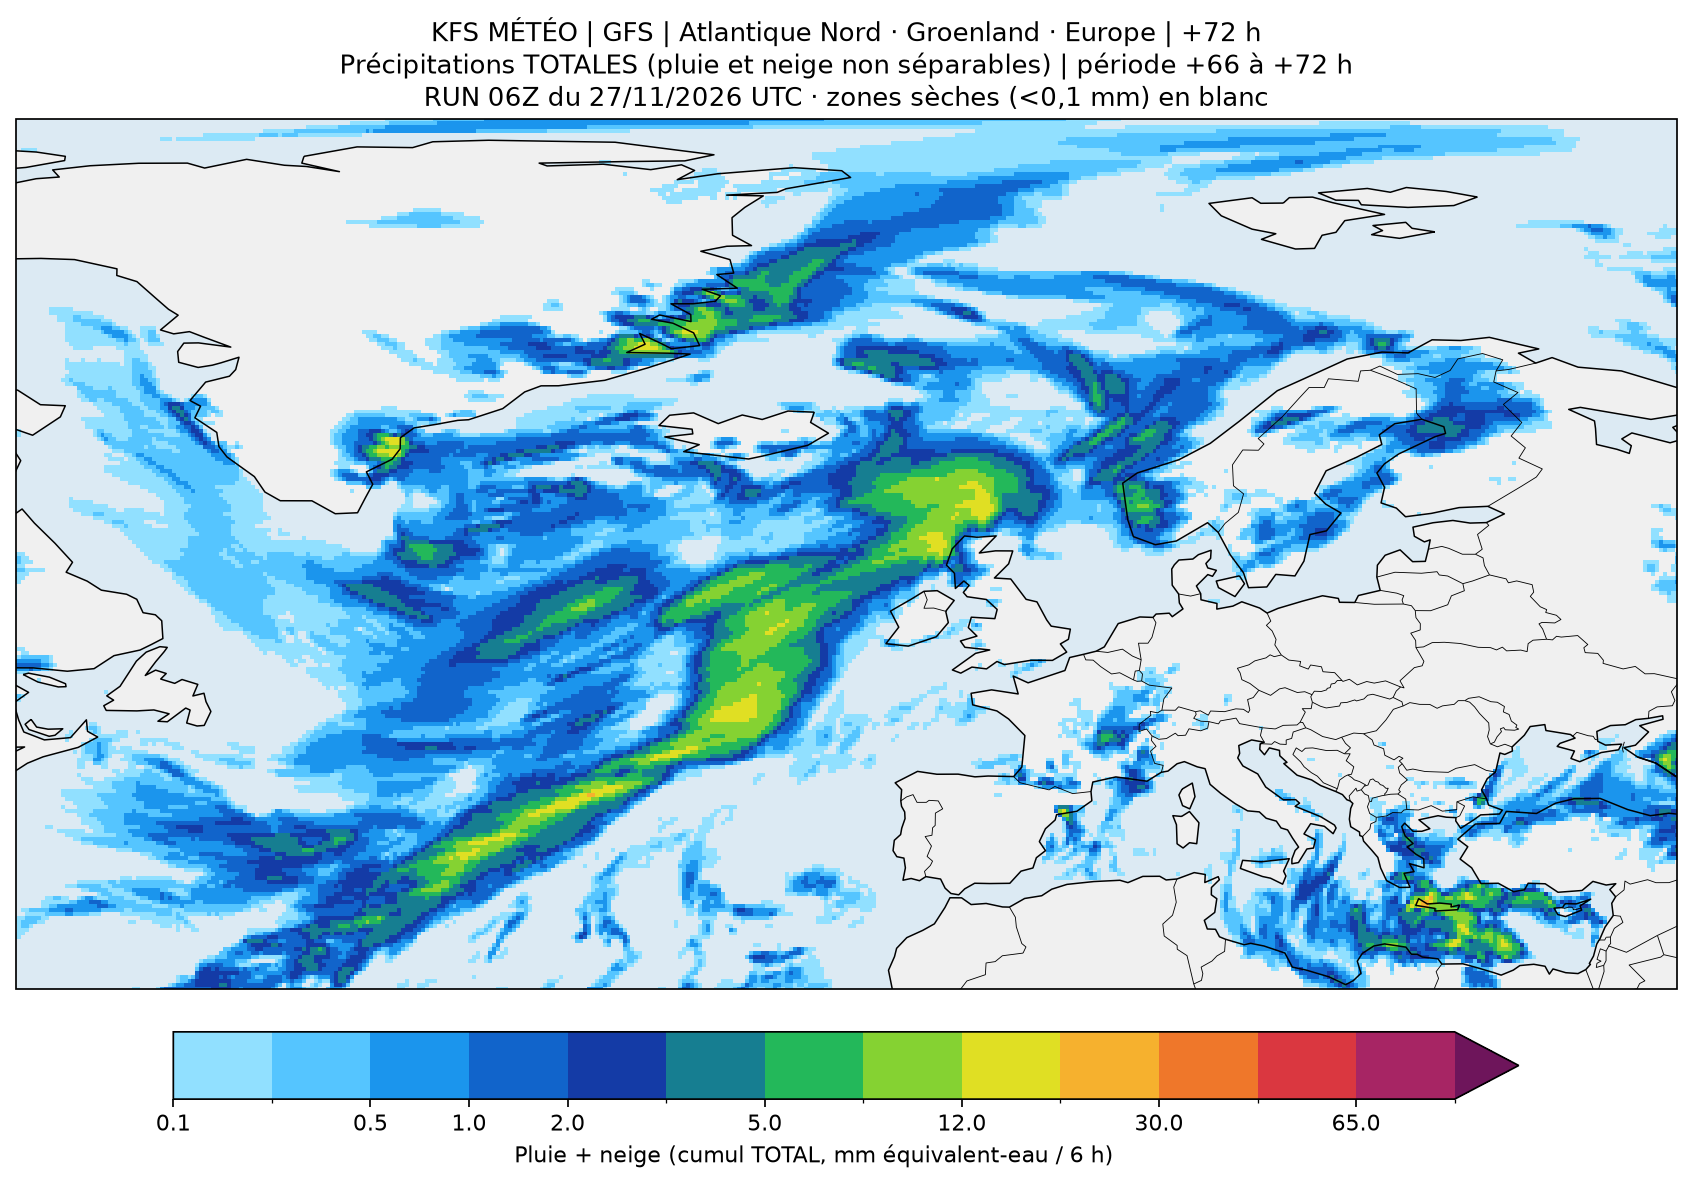 KFS MÉTÉO | GFS | Atlantique Nord · Groenland · Europe | +72 h
Précipitations TOTALES (pluie et neige non séparables) | période +66 à +72 h
RUN 06Z du 27/11/2026 UTC · zones sèches (<0,1 mm) en blanc
0.1 0.5 1.0 2.0 5.0 12.0 30.0 65.0
Pluie + neige (cumul TOTAL, mm équivalent-eau / 6 h)